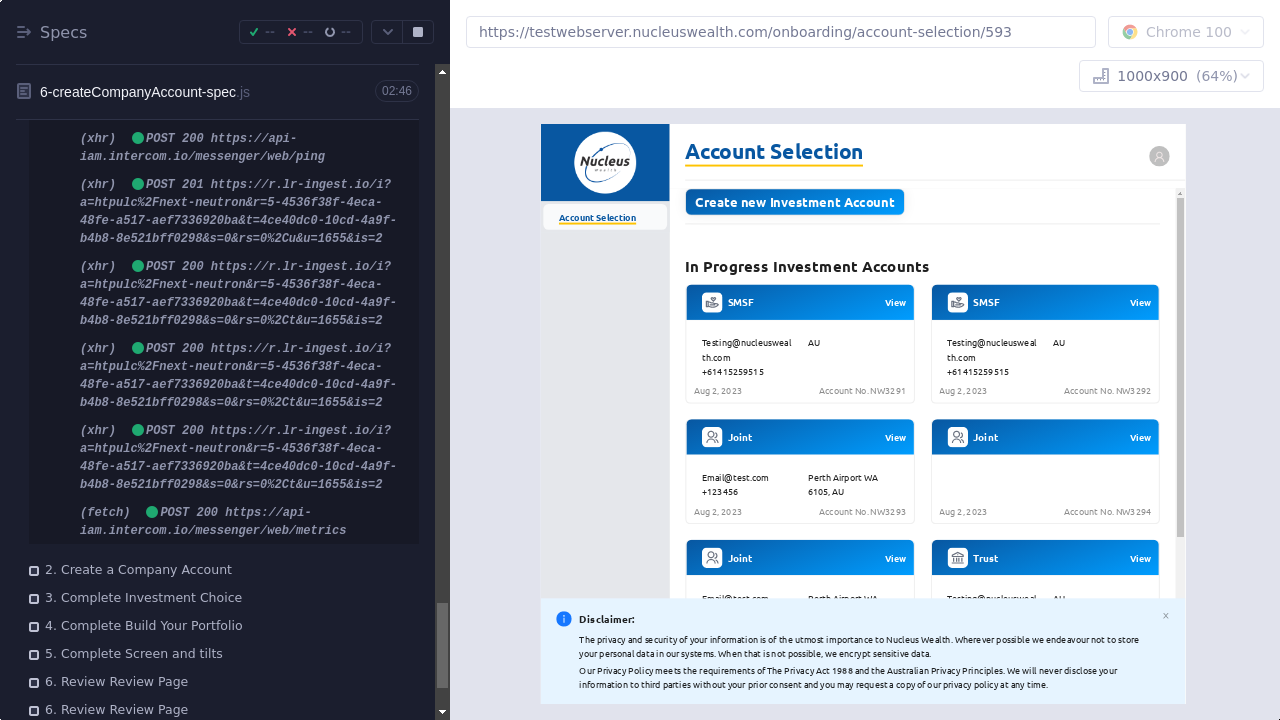 Specs
--
--
--
https://testwebserver.nucleuswealth.com/onboarding/account-selection/593
Chrome 100
1000x900 (64%)
6-createCompanyAccount-spec.js
02:46
(xhr) POST 200 https://api-
iam.intercom.io/messenger/web/ping
(xhr) POST 201 https://r.lr-ingest.io/i?
a=htpulc%2Fnext-neutron&r=5-4536f38f-4eca-
48fe-a517-aef7336920ba&t=4ce40dc0-10cd-4a9f-
b4b8-8e521bff0298&s=0&rs=0%2Cu&u=1655&is=2
(xhr) POST 200 https://r.lr-ingest.io/i?
a=htpulc%2Fnext-neutron&r=5-4536f38f-4eca-
48fe-a517-aef7336920ba&t=4ce40dc0-10cd-4a9f-
b4b8-8e521bff0298&s=0&rs=0%2Ct&u=1655&is=2
(xhr) POST 200 https://r.lr-ingest.io/i?
a=htpulc%2Fnext-neutron&r=5-4536f38f-4eca-
48fe-a517-aef7336920ba&t=4ce40dc0-10cd-4a9f-
b4b8-8e521bff0298&s=0&rs=0%2Ct&u=1655&is=2
(xhr) POST 200 https://r.lr-ingest.io/i?
a=htpulc%2Fnext-neutron&r=5-4536f38f-4eca-
48fe-a517-aef7336920ba&t=4ce40dc0-10cd-4a9f-
b4b8-8e521bff0298&s=0&rs=0%2Ct&u=1655&is=2
(fetch) POST 200 https://api-
iam.intercom.io/messenger/web/metrics
2. Create a Company Account
3. Complete Investment Choice
4. Complete Build Your Portfolio
5. Complete Screen and tilts
6. Review Review Page
6. Review Review Page
Nucleus
Wealth
Account Selection
Account Selection
Create new Investment Account
In Progress Investment Accounts
SMSF
View
Testing@nucleusweal
th.com
+61415259515
AU
Aug 2, 2023
Account No. NW3291
SMSF
View
Testing@nucleusweal
th.com
+61415259515
AU
Aug 2, 2023
Account No. NW3292
Joint
View
Email@test.com
+123456
Perth Airport WA
6105, AU
Aug 2, 2023
Account No. NW3293
Joint
View
Aug 2, 2023
Account No. NW3294
Joint
View
Email@test.com
Perth Airport WA
Trust
View
Testing@nucleusweal
AU
Disclaimer:
The privacy and security of your information is of the utmost importance to Nucleus Wealth. Wherever possible we endeavour not to store
your personal data in our systems. When that is not possible, we encrypt sensitive data.
Our Privacy Policy meets the requirements of The Privacy Act 1988 and the Australian Privacy Principles. We will never disclose your
information to third parties without your prior consent and you may request a copy of our privacy policy at any time.